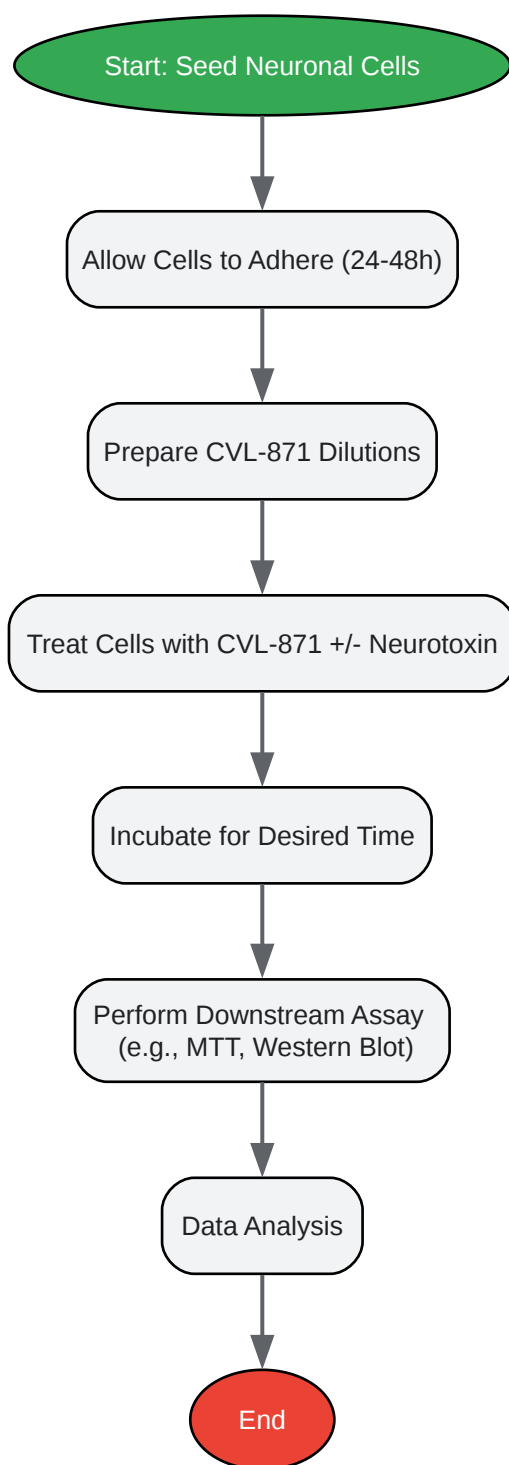 Start: Seed Neuronal Cells
Allow Cells to Adhere (24-48h)
Prepare CVL-871 Dilutions
Treat Cells with CVL-871 +/- Neurotoxin
Incubate for Desired Time
Perform Downstream Assay
(e.g., MTT, Western Blot)
Data Analysis
End